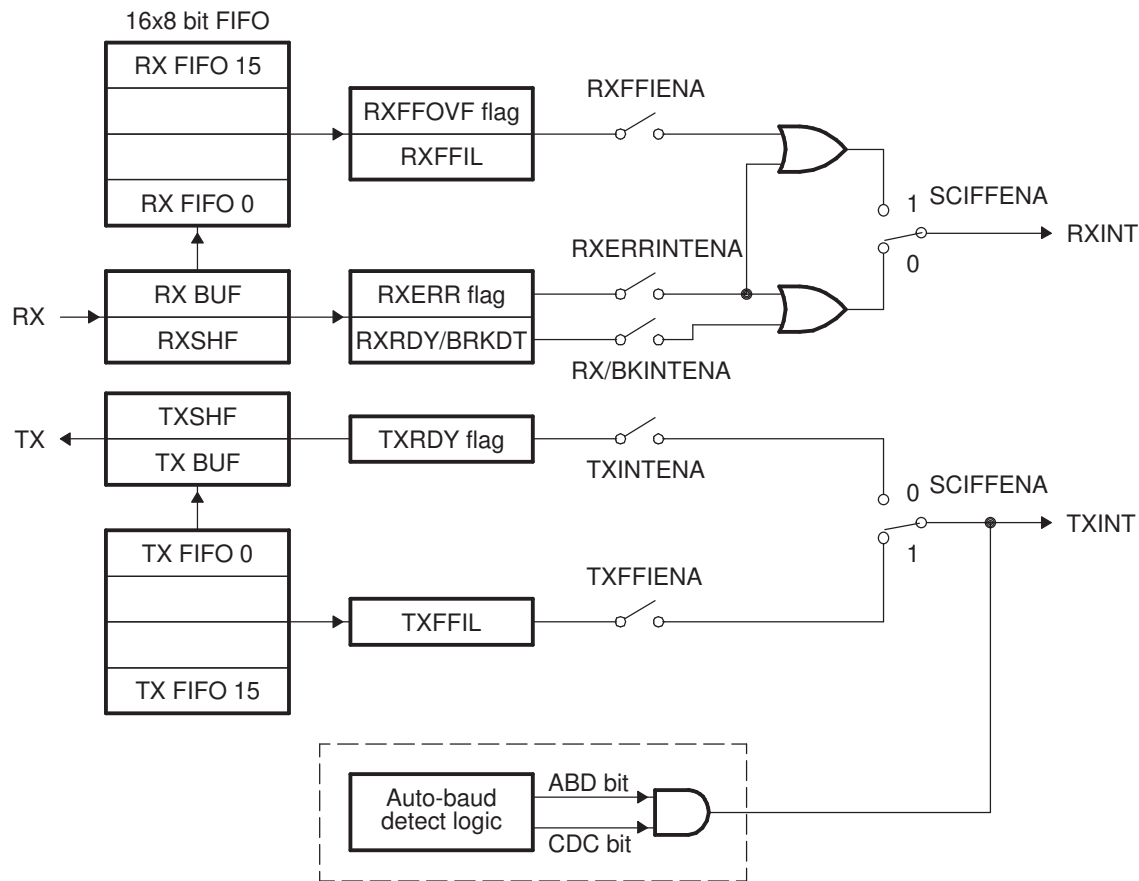 16x8 bit FIFO
RX FIFO 15
RX FIFO 0
RXFFOVF flag
RXFFIL
RXFFIENA
1
SCIFFENA
0
RXINT
RX
RX BUF
RXSHF
RXERR flag
RXRDY/BRKDT
RXERRINTENA
RX/BKINTENA
TX
TXSHF
TX BUF
TXRDY flag
TXINTENA
0
SCIFFENA
1
TXINT
TX FIFO 0
TX FIFO 15
TXFFIL
TXFFIENA
Auto-baud
detect logic
ABD bit
CDC bit